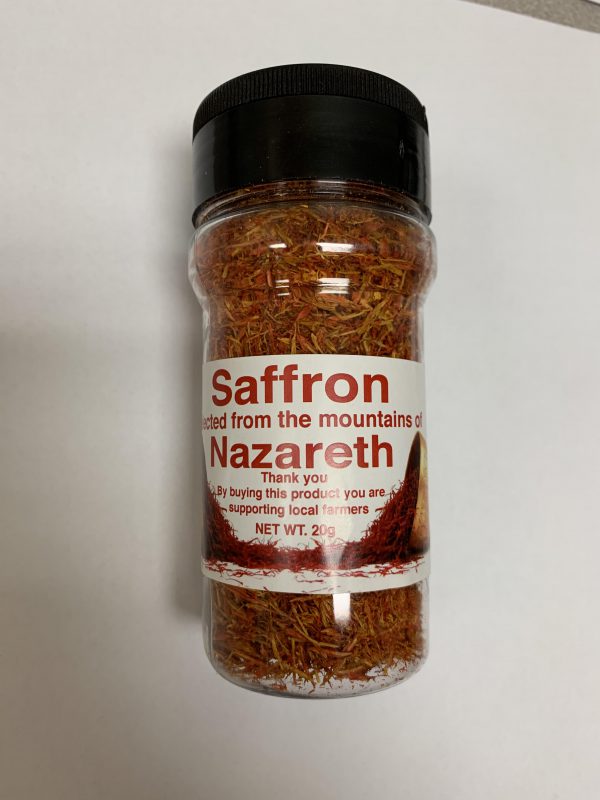 Saffron
ected from the mountains of
Nazareth
Thank you
By buying this product you are
supporting local farmers
NET WT. 20g